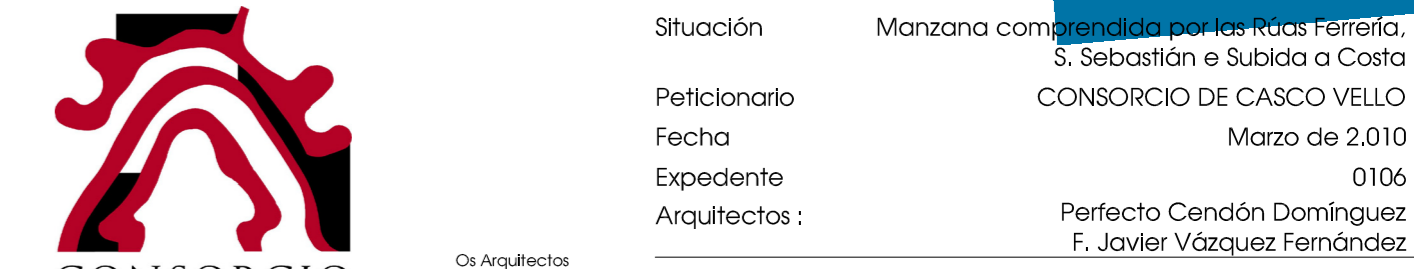 Situación Manzana comprendida por las Rúas Ferrería,
S. Sebastián e Subida a Costa
Peticionario CONSORCIO DE CASCO VELLO
Fecha Marzo de 2.010
Expedente 0106
Arquitectos : Perfecto Cendón Domínguez
F. Javier Vázquez Fernández
Os Arquitectos
CONSORCIO